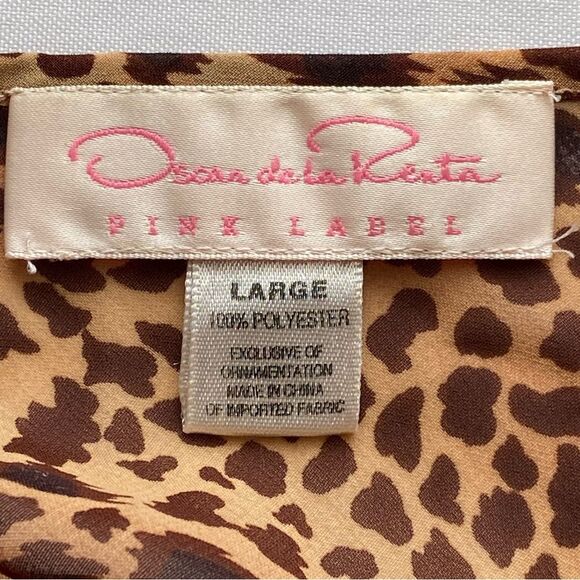 Oscar de la Renta
PINK LABEL
LARGE
100% POLYESTER
EXCLUSIVE OF
ORNAMENTATION
MADE IN CHINA
OF IMPORTED FABRIC